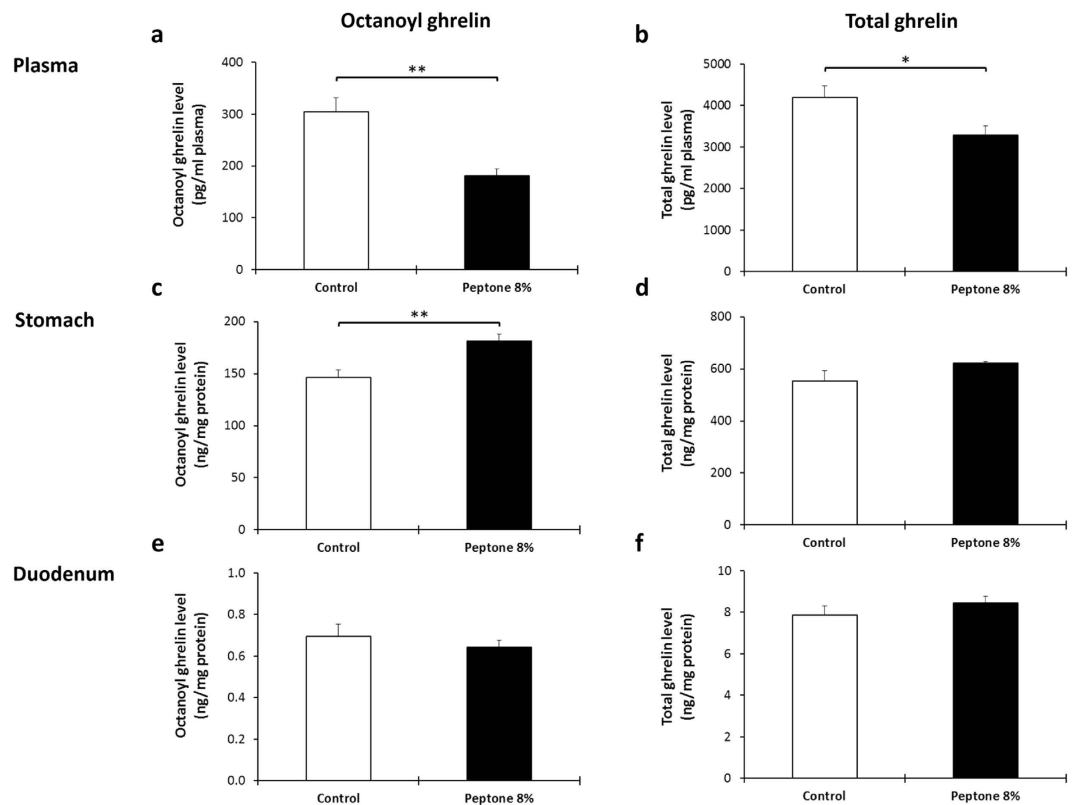 Octanoyl ghrelin
Total ghrelin
Plasma
a
Octanoyl ghrelin level
(pg/ml plasma)
400
300
200
100
0
**
Control
Peptone 8%
b
Total ghrelin level
(pg/ml plasma)
5000
4000
3000
2000
1000
0
*
Control
Peptone 8%
Stomach
c
Octanoyl ghrelin level
(ng/mg protein)
200
150
100
50
0
**
Control
Peptone 8%
d
Total ghrelin level
(ng/mg protein)
800
600
400
200
0
Control
Peptone 8%
Duodenum
e
Octanoyl ghrelin level
(ng/mg protein)
1.0
0.8
0.6
0.4
0.2
0.0
Control
Peptone 8%
f
Total ghrelin level
(ng/mg protein)
10
8
6
4
2
0
Control
Peptone 8%